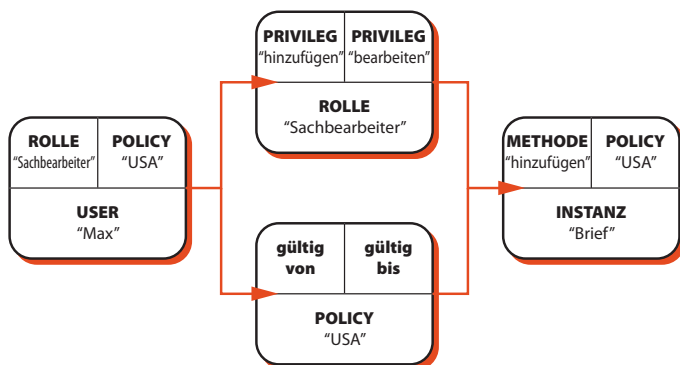 PRIVILEG PRIVILEG
“hinzufügen” “bearbeiten”
ROLLE
“Sachbearbeiter”
ROLLE POLICY
“Sachbearbeiter” “USA”
USER
“Max”
METHODE POLICY
“hinzufügen” “USA”
INSTANZ
“Brief”
gültig gültig
von bis
POLICY
“USA”